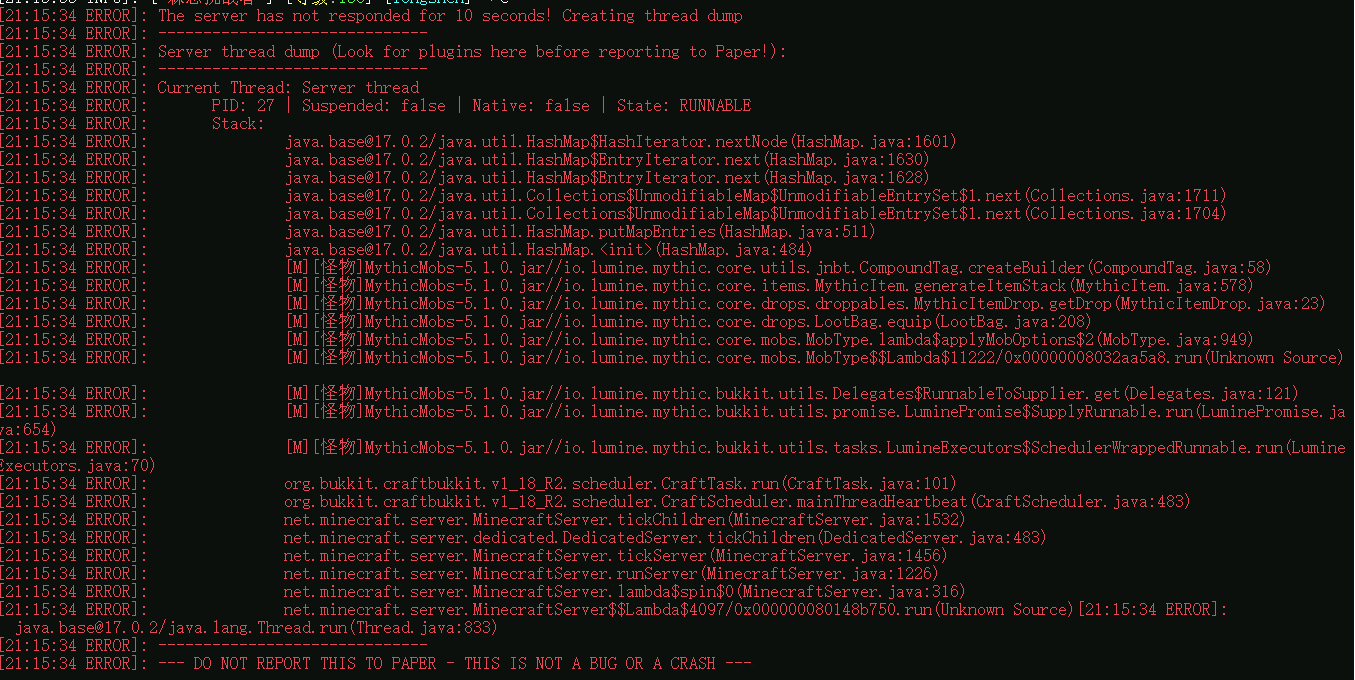 [21:15:34 ERROR]: The server has not responded for 10 seconds! Creating thread dump
[21:15:34 ERROR]: ------------------------------
[21:15:34 ERROR]: Server thread dump (Look for plugins here before reporting to Paper!):
[21:15:34 ERROR]: ------------------------------
[21:15:34 ERROR]: Current Thread: Server thread
[21:15:34 ERROR]: PID: 27 | Suspended: false | Native: false | State: RUNNABLE
[21:15:34 ERROR]: Stack:
[21:15:34 ERROR]: java.base@17.0.2/java.util.HashMap$HashIterator.nextNode(HashMap.java:1601)
[21:15:34 ERROR]: java.base@17.0.2/java.util.HashMap$EntryIterator.next(HashMap.java:1630)
[21:15:34 ERROR]: java.base@17.0.2/java.util.HashMap$EntryIterator.next(HashMap.java:1628)
[21:15:34 ERROR]: java.base@17.0.2/java.util.Collections$UnmodifiableMap$UnmodifiableEntrySet$1.next(Collections.java:1711)
[21:15:34 ERROR]: java.base@17.0.2/java.util.Collections$UnmodifiableMap$UnmodifiableEntrySet$1.next(Collections.java:1704)
[21:15:34 ERROR]: java.base@17.0.2/java.util.HashMap.putMapEntries(HashMap.java:511)
[21:15:34 ERROR]: java.base@17.0.2/java.util.HashMap.<init>(HashMap.java:484)
[21:15:34 ERROR]: [M][怪物]MythicMobs-5.1.0.jar//io.lumine.mythic.core.utils.jnbt.CompoundTag.createBuilder(CompoundTag.java:58)
[21:15:34 ERROR]: [M][怪物]MythicMobs-5.1.0.jar//io.lumine.mythic.core.items.MythicItem.generateItemStack(MythicItem.java:578)
[21:15:34 ERROR]: [M][怪物]MythicMobs-5.1.0.jar//io.lumine.mythic.core.drops.droppables.MythicItemDrop.getDrop(MythicItemDrop.java:23)
[21:15:34 ERROR]: [M][怪物]MythicMobs-5.1.0.jar//io.lumine.mythic.core.drops.LootBag.equip(LootBag.java:208)
[21:15:34 ERROR]: [M][怪物]MythicMobs-5.1.0.jar//io.lumine.mythic.core.mobs.MobType.lambda$applyMobOptions$2(MobType.java:949)
[21:15:34 ERROR]: [M][怪物]MythicMobs-5.1.0.jar//io.lumine.mythic.core.mobs.MobType$$Lambda$11222/0x00000008032aa5a8.run(Unknown Source)
[21:15:34 ERROR]: [M][怪物]MythicMobs-5.1.0.jar//io.lumine.mythic.bukkit.utils.Delegates$RunnableToSupplier.get(Delegates.java:121)
[21:15:34 ERROR]: [M][怪物]MythicMobs-5.1.0.jar//io.lumine.mythic.bukkit.utils.promise.LuminePromise$SupplyRunnable.run(LuminePromise.ja
va:654)
[21:15:34 ERROR]: [M][怪物]MythicMobs-5.1.0.jar//io.lumine.mythic.bukkit.utils.tasks.LumineExecutors$SchedulerWrappedRunnable.run(Lumine
Executors.java:70)
[21:15:34 ERROR]: org.bukkit.craftbukkit.v1_18_R2.scheduler.CraftTask.run(CraftTask.java:101)
[21:15:34 ERROR]: org.bukkit.craftbukkit.v1_18_R2.scheduler.CraftScheduler.mainThreadHeartbeat(CraftScheduler.java:483)
[21:15:34 ERROR]: net.minecraft.server.MinecraftServer.tickChildren(MinecraftServer.java:1532)
[21:15:34 ERROR]: net.minecraft.server.dedicated.DedicatedServer.tickChildren(DedicatedServer.java:483)
[21:15:34 ERROR]: net.minecraft.server.MinecraftServer.tickServer(MinecraftServer.java:1456)
[21:15:34 ERROR]: net.minecraft.server.MinecraftServer.runServer(MinecraftServer.java:1226)
[21:15:34 ERROR]: net.minecraft.server.MinecraftServer.lambda$spin$0(MinecraftServer.java:316)
[21:15:34 ERROR]: net.minecraft.server.MinecraftServer$$Lambda$4097/0x000000080148b750.run(Unknown Source)[21:15:34 ERROR]:
java.base@17.0.2/java.lang.Thread.run(Thread.java:833)
[21:15:34 ERROR]: ------------------------------
[21:15:34 ERROR]: --- DO NOT REPORT THIS TO PAPER - THIS IS NOT A BUG OR A CRASH ---